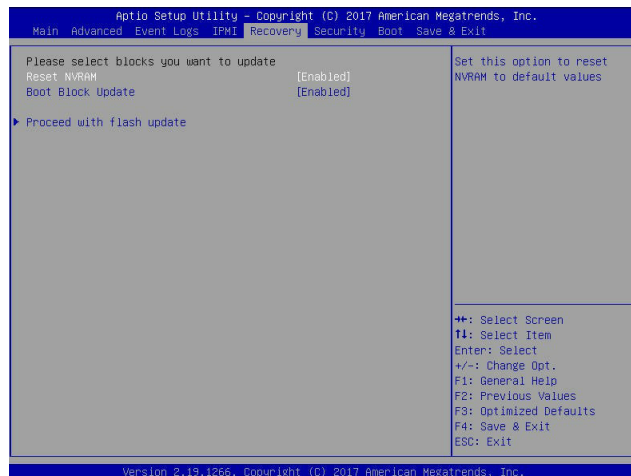 Aptio Setup Utility – Copyright (C) 2017 American Megatrends, Inc.
Main Advanced Event Logs IPMI Recovery Security Boot Save & Exit
Please select blocks you want to update
Reset NVRAM [Enabled]
Boot Block Update [Enabled]
Proceed with flash update
Set this option to reset
NVRAM to default values
→←: Select Screen
↑↓: Select Item
Enter: Select
+/-: Change Opt.
F1: General Help
F2: Previous Values
F3: Optimized Defaults
F4: Save & Exit
ESC: Exit
Version 2.19.1266. Copyright (C) 2017 American Megatrends, Inc.